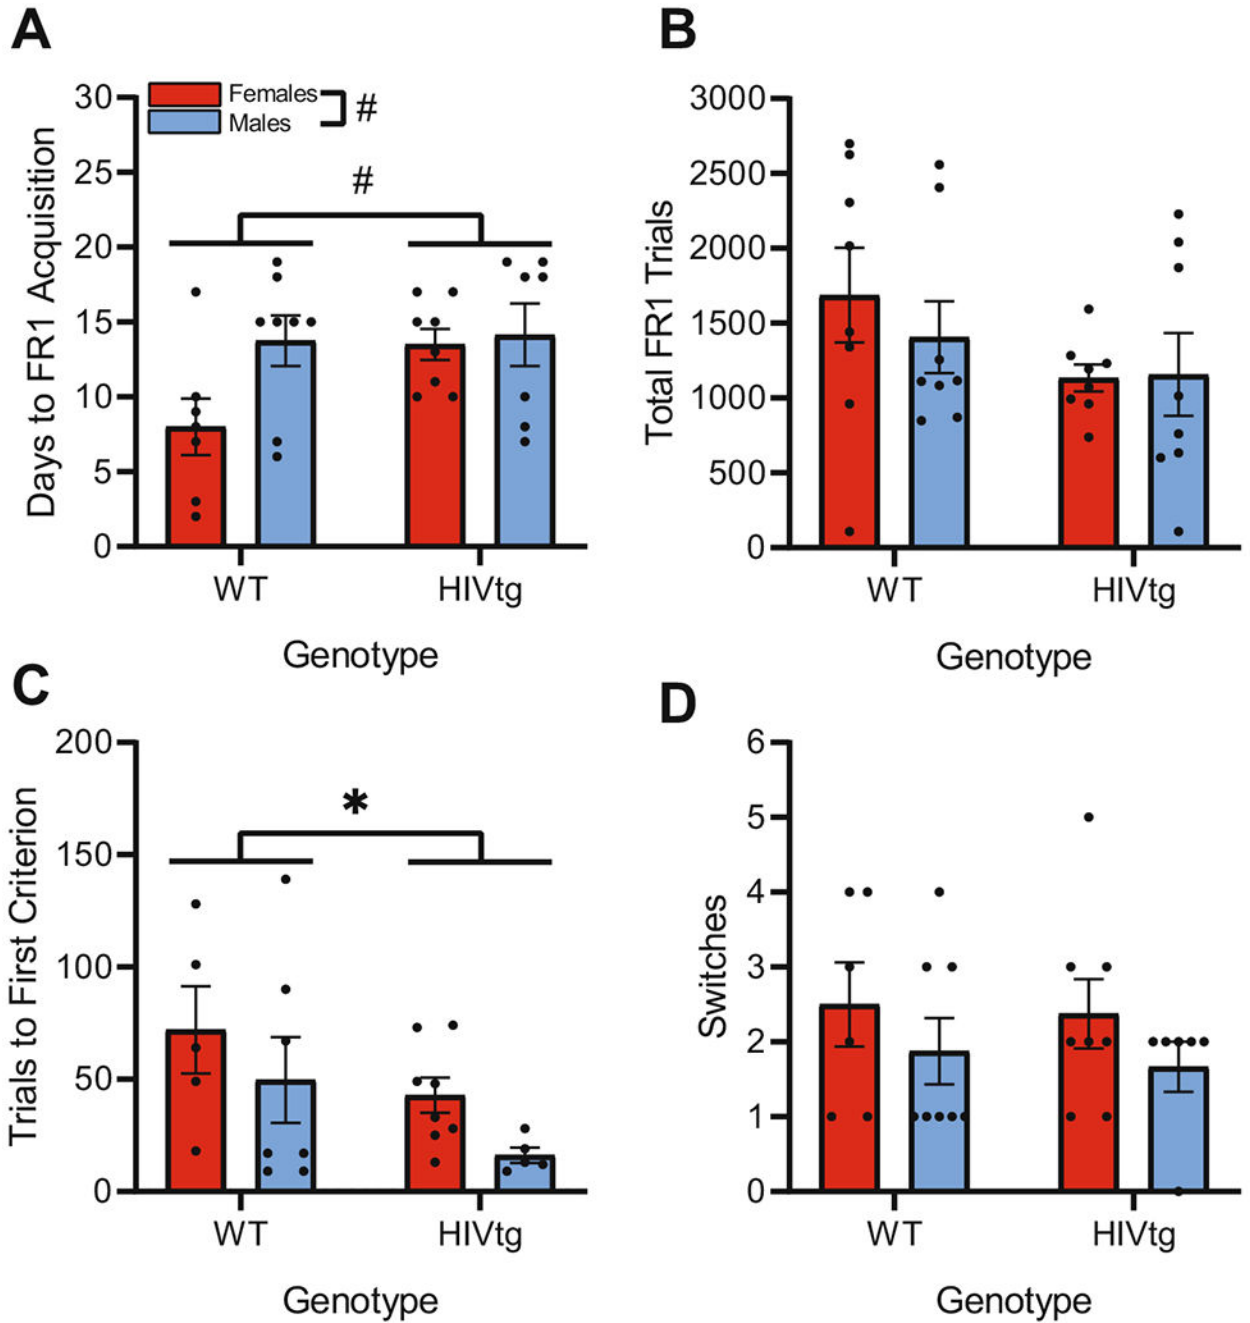 A
B
Females
Males
#
#
30
25
20
15
10
5
0
Days to FR1 Acquisition
WT
HIVtg
Genotype
3000
2500
2000
1500
1000
500
0
Total FR1 Trials
WT
HIVtg
Genotype
C
D
200
150
100
50
0
Trials to First Criterion
*
WT
HIVtg
Genotype
6
5
4
3
2
1
0
Switches
WT
HIVtg
Genotype